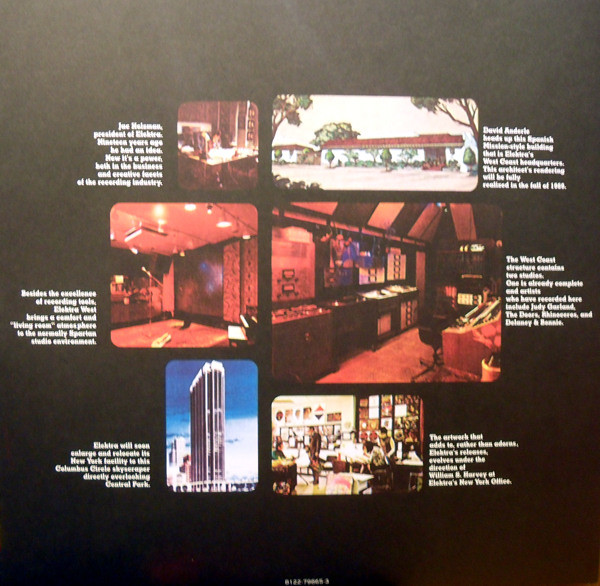 Jac Holzman,
president of Elektra.
Nineteen years ago
he had an idea.
Now it's a power,
both in the business
and creative facets
of the recording industry.
David Anderle
heads up this Spanish
Mission-style building
that is Elektra's
West Coast headquarters.
This architect's rendering
will be fully
realized in the fall of 1969.
Besides the excellence
of recording tools,
Elektra West
brings a comfort and
"living room" atmosphere
to the normally Spartan
studio environment.
The West Coast
structure contains
two studios.
One is already complete
and artists
who have recorded here
include Judy Garland,
The Doors, Rhinoceros, and
Delaney & Bonnie.
Elektra will soon
enlarge and relocate its
New York facility to this
Columbus Circle skyscraper
directly overlooking
Central Park.
The artwork that
adds to, rather than adorns,
Elektra's releases,
evolves under the
direction of
William S. Harvey at
Elektra's New York Office.
8122-79885-3